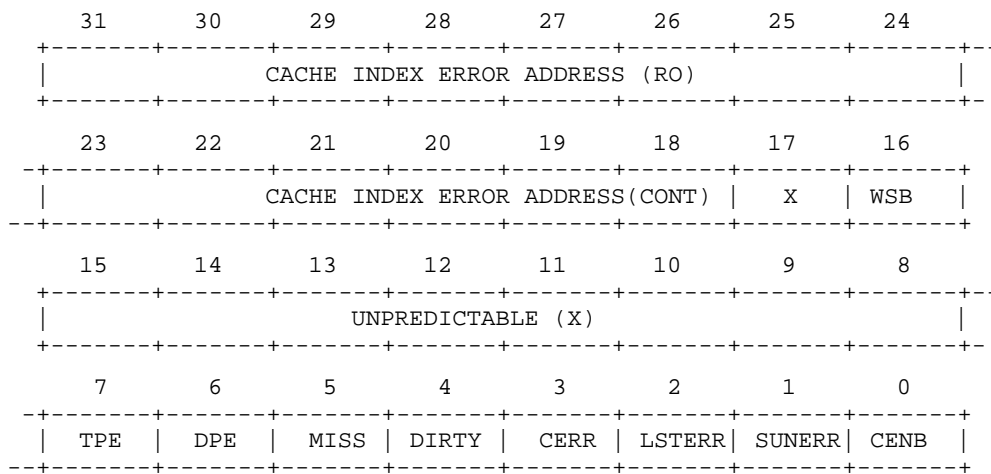 31 30 29 28 27 26 25 24
CACHE INDEX ERROR ADDRESS (RO)
23 22 21 20 19 18 17 16
CACHE INDEX ERROR ADDRESS(CONT) | X | WSB
15 14 13 12 11 10 9 8
UNPREDICTABLE (X)
7 6 5 4 3 2 1 0
TPE | DPE | MISS | DIRTY | CERR | LSTERR| SUNERR| CENB